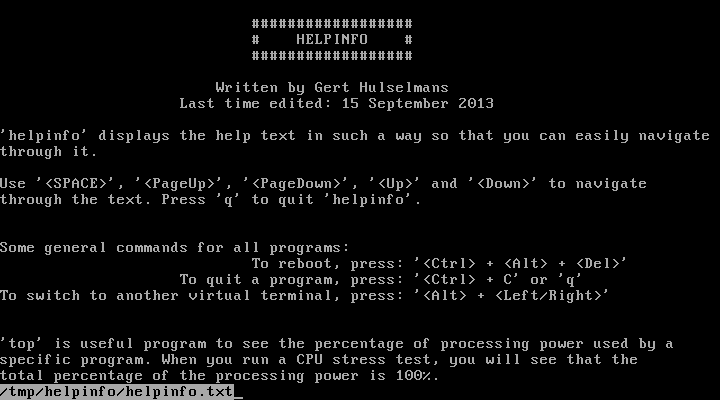 ##################
#    HELPINFO    #
##################
Written by Gert Hulselmans
Last time edited: 15 September 2013
'helpinfo' displays the help text in such a way so that you can easily navigate
through it.
Use '<SPACE>', '<PageUp>', '<PageDown>', '<Up>' and '<Down>' to navigate
through the text. Press 'q' to quit 'helpinfo'.
Some general commands for all programs:
To reboot, press: '<Ctrl> + <Alt> + <Del>'
To quit a program, press: '<Ctrl> + C' or 'q'
To switch to another virtual terminal, press: '<Alt> + <Left/Right>'
'top' is useful program to see the percentage of processing power used by a
specific program. When you run a CPU stress test, you will see that the
total percentage of the processing power is 100%.
/tmp/helpinfo/helpinfo.txt